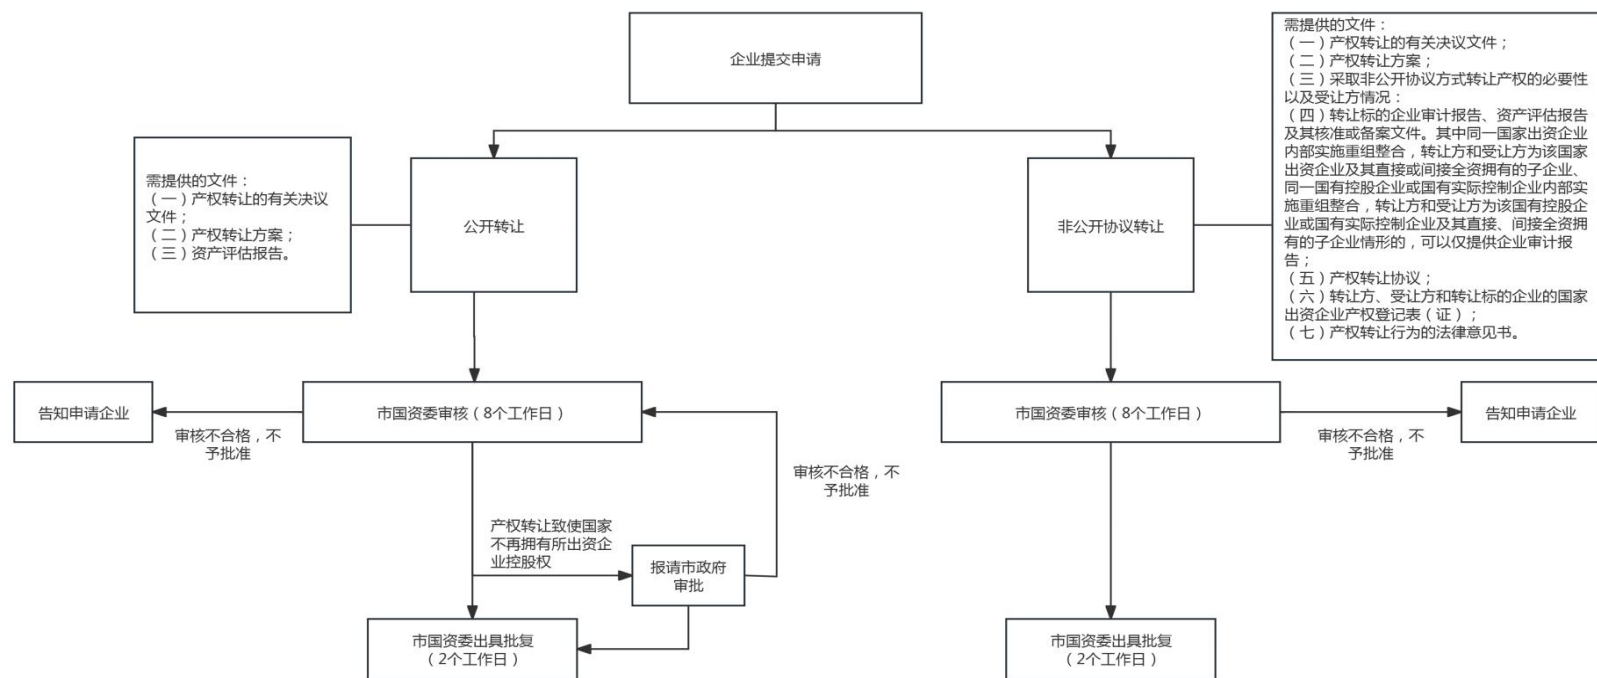 企业提交申请
需提供的文件：
（一）产权转让的有关决议
文件；
（二）产权转让方案；
（三）资产评估报告。
公开转让
非公开协议转让
需提供的文件：
（一）产权转让的有关决议文件；
（二）产权转让方案；
（三）采取非公开协议方式转让产权的必要性
以及受让方情况：
（四）转让标的企业审计报告、资产评估报告
及其核准或备案文件。其中同一国家出资企业
内部实施重组整合，转让方和受让方为该国家
出资企业及其直接或间接全资拥有的子企业、
同一国有控股企业或国有实际控制企业内部实
施重组整合，转让方和受让方为该国有控股企
业或国有实际控制企业及其直接、间接全资拥
有的子企业情形的，可以仅提供企业审计报
告；
（五）产权转让协议；
（六）转让方、受让方和转让标的企业的国家
出资企业产权登记表（证）；
（七）产权转让行为的法律意见书。
告知申请企业
审核不合格，不
予批准
市国资委审核（8个工作日）
审核不合格，不
予批准
市国资委审核（8个工作日）
审核不合格，不
予批准
告知申请企业
产权转让致使国家
不再拥有所出资企
业控股权
报请市政府
审批
市国资委出具批复
（2个工作日）
市国资委出具批复
（2个工作日）